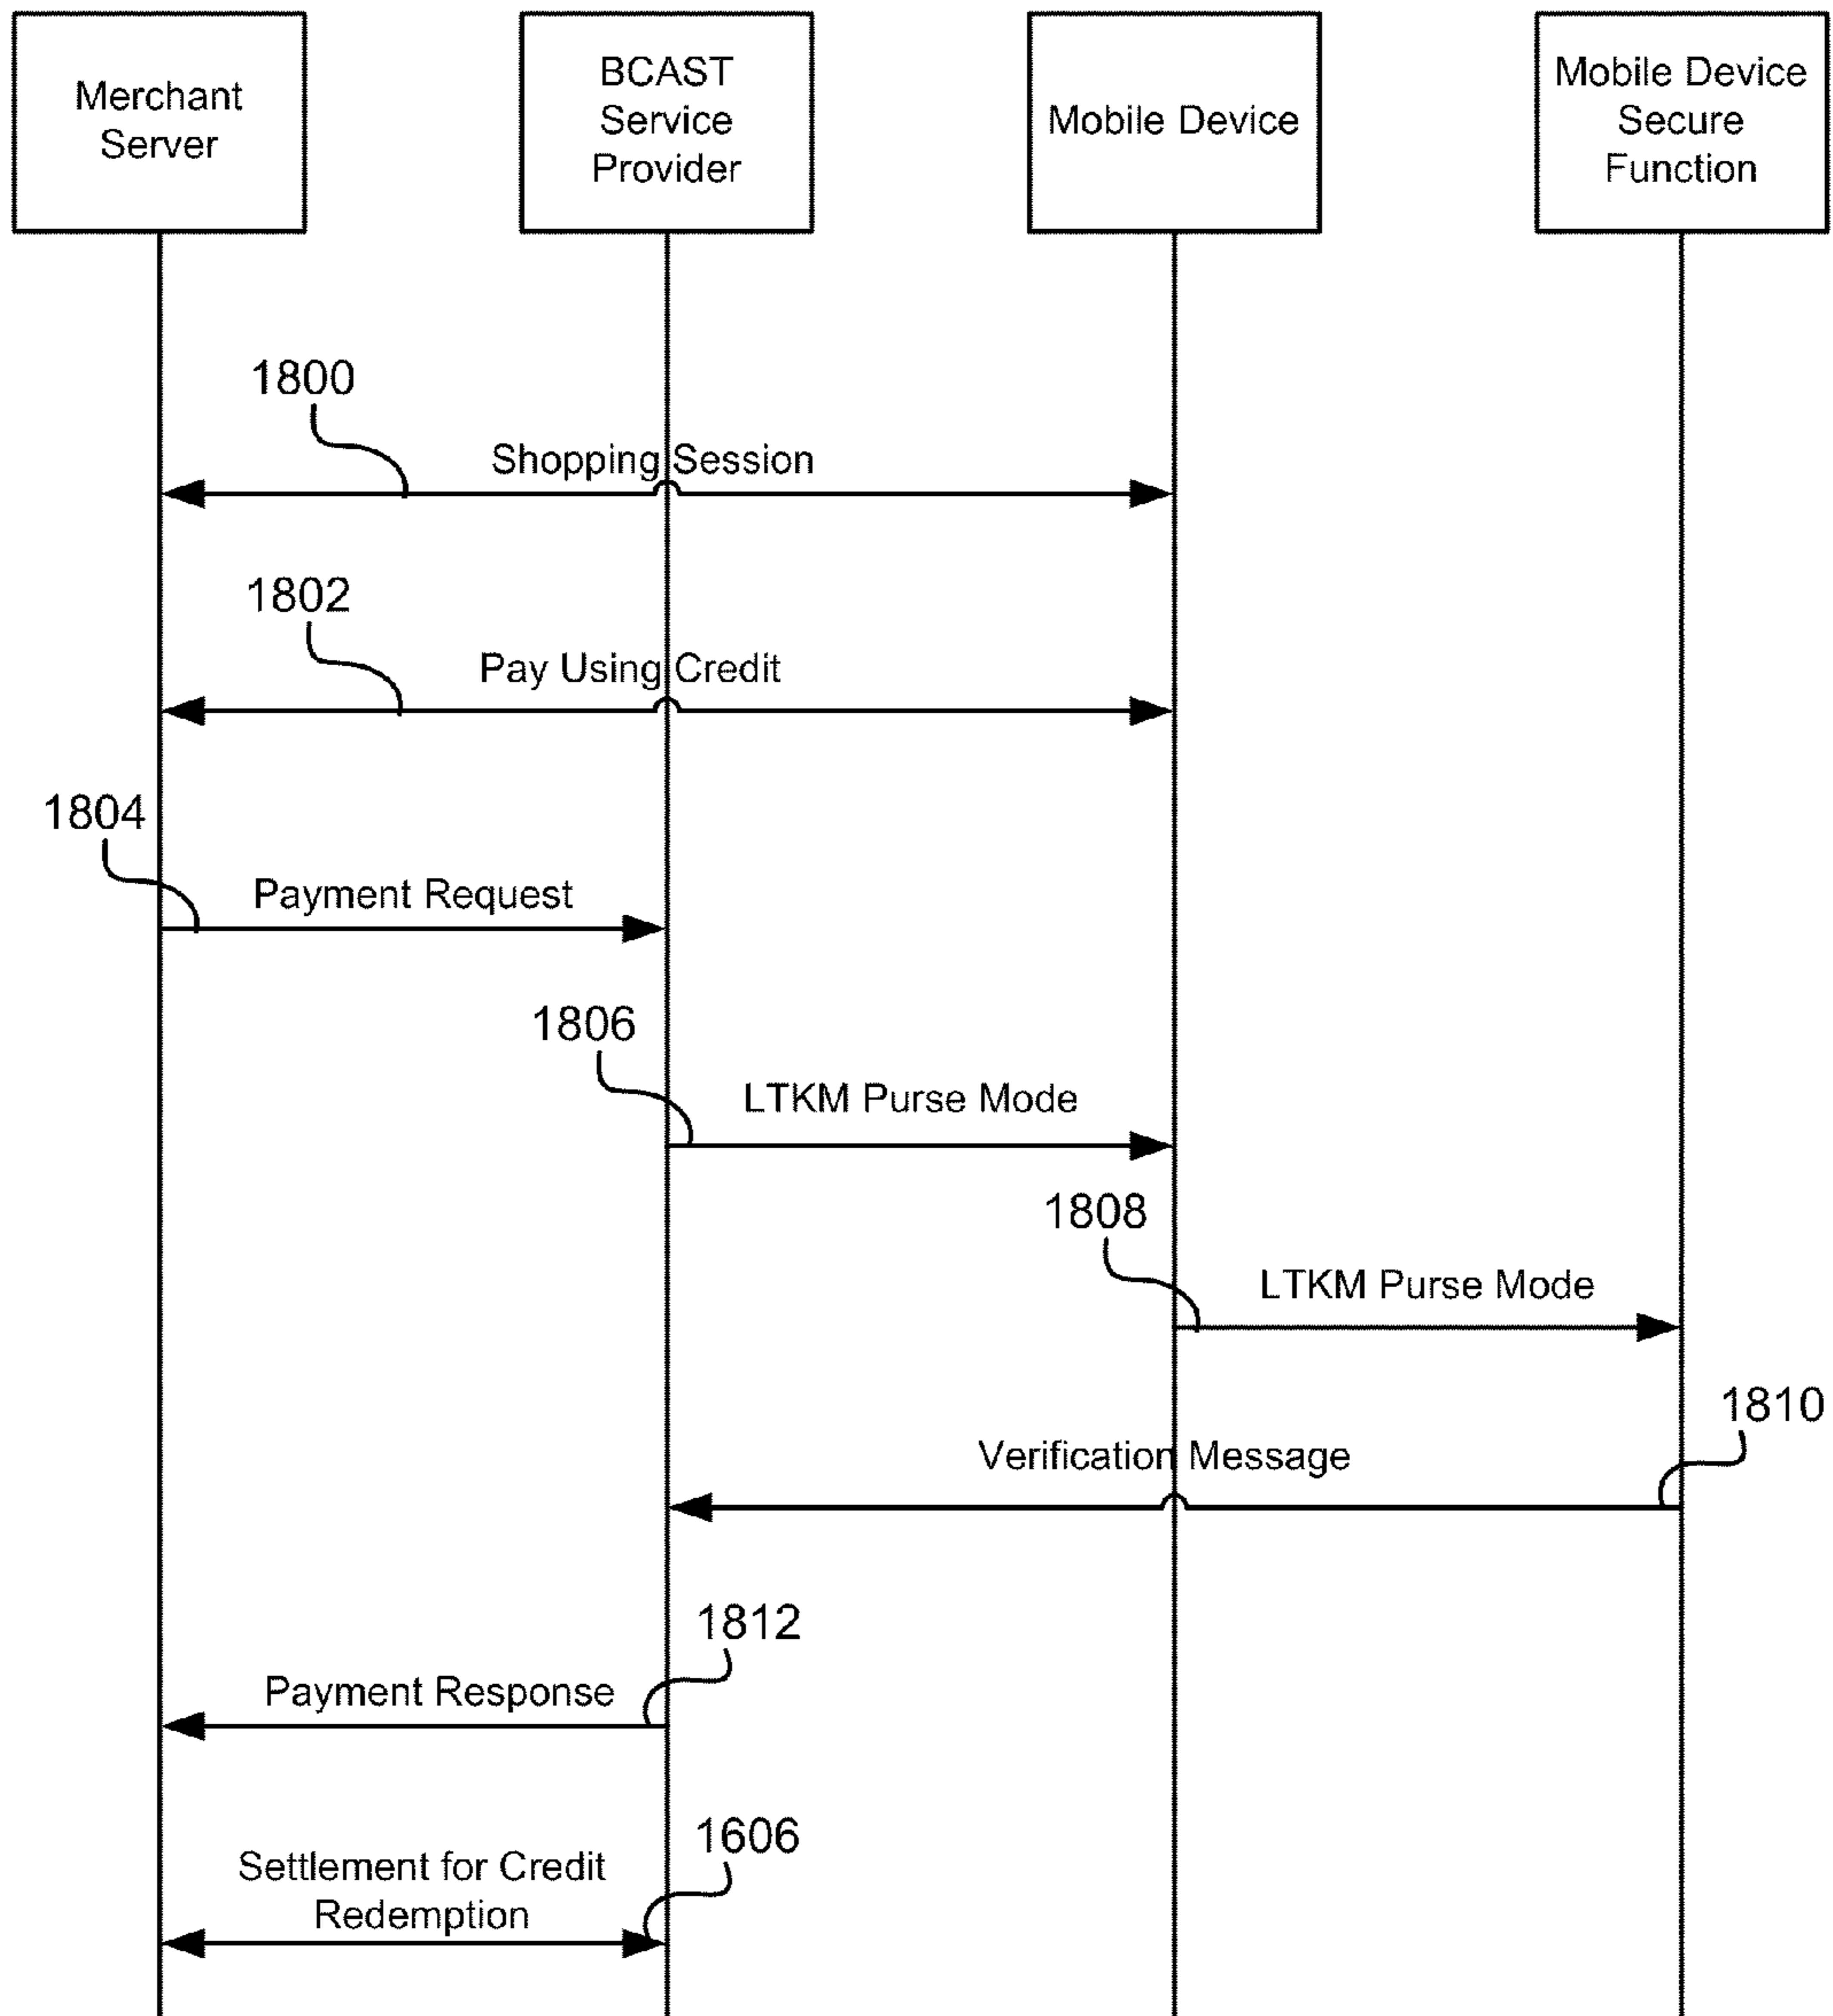 Merchant
Server
BCAST
Service
Provider
Mobile Device
Mobile Device
Secure
Function
1800
Shopping Session
1802
Pay Using Credit
1804
Payment Request
1806
LTKM Purse Mode
1808
LTKM Purse Mode
1810
Verification Message
1812
Payment Response
1606
Settlement for Credit
Redemption